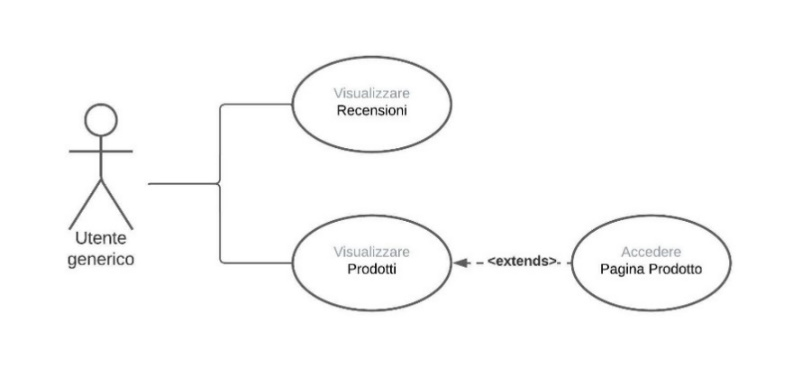 Visualizzare
Recensioni
Utente
generico
Visualizzare
Prodotti
<extends>
Accedere
Pagina Prodotto